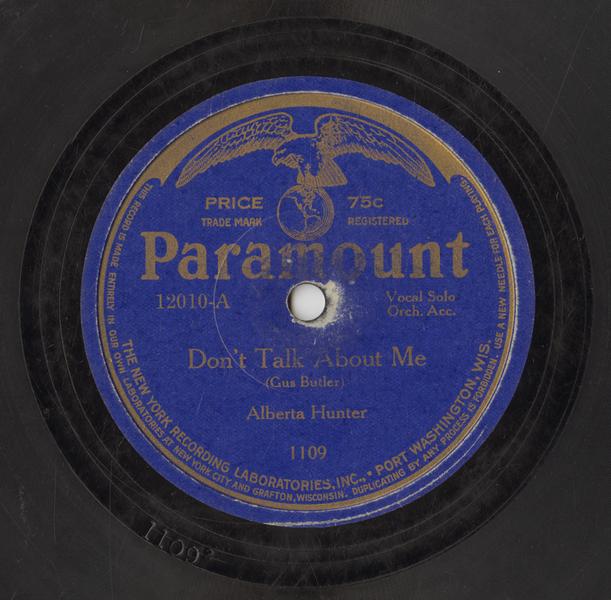 PRICE 75c
TRADE MARK REGISTERED
Paramount
12010-A
Vocal Solo
Orch. Acc.
Don't Talk About Me
(Gus Butler)
Alberta Hunter
1109
THE NEW YORK RECORDING LABORATORIES, INC., • PORT WASHINGTON, WIS.
THIS RECORD IS MADE ENTIRELY IN OUR OWN LABORATORIES AT NEW YORK CITY AND GRAFTON, WISCONSIN. DUPLICATING BY ANY PROCESS IS FORBIDDEN. USE A NEW NEEDLE FOR EACH PLAYING.
1109²